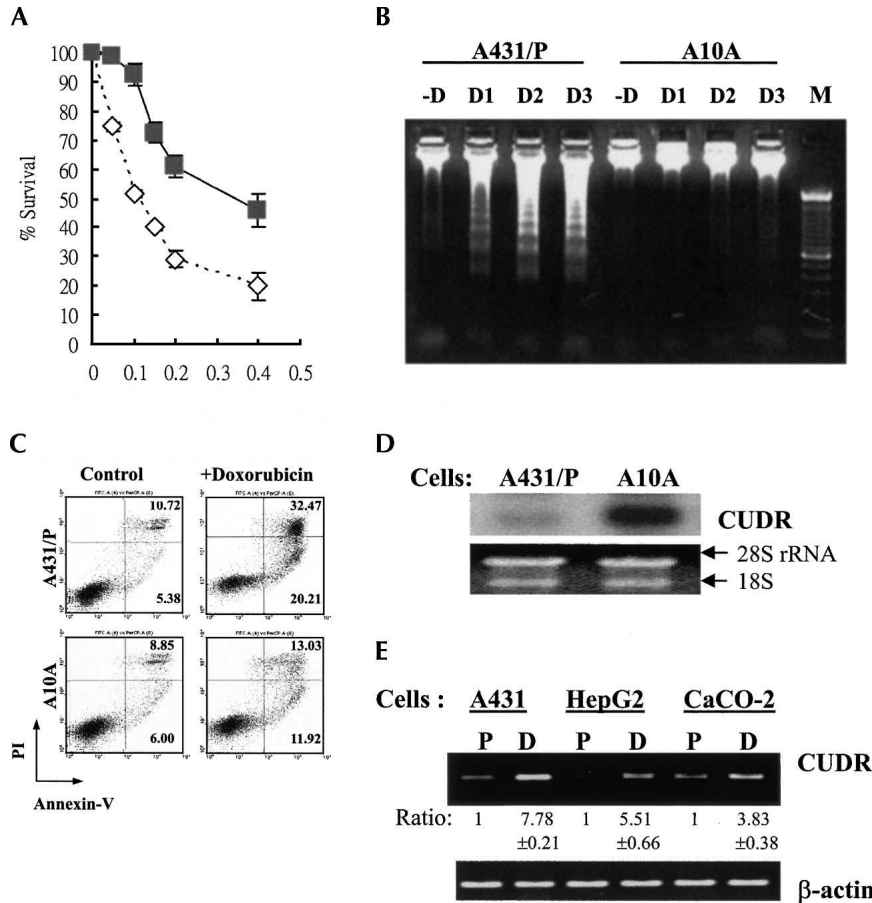 A
% Survival
100
90
80
70
60
50
40
30
20
10
0
0 0.1 0.2 0.3 0.4 0.5
B
A431/P A10A
-D D1 D2 D3 -D D1 D2 D3 M
C
Control +Doxorubicin
A431/P
10.72
5.38
32.47
20.21
A10A
8.85
6.00
13.03
11.92
PI
Annexin-V
D
Cells: A431/P A10A
CUDR
28S rRNA
18S
E
Cells : A431 HepG2 CaCO-2
P D P D P D
CUDR
Ratio: 1 7.78 1 5.51 1 3.83
±0.21 ±0.66 ±0.38
β-actin